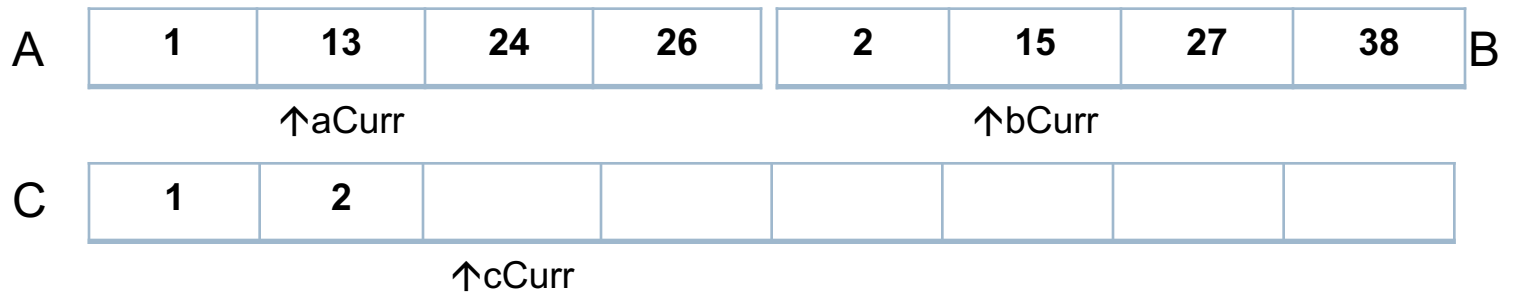 A 1 13 24 26 2 15 27 38 B
↑aCurr ↑bCurr
C 1 2
↑cCurr